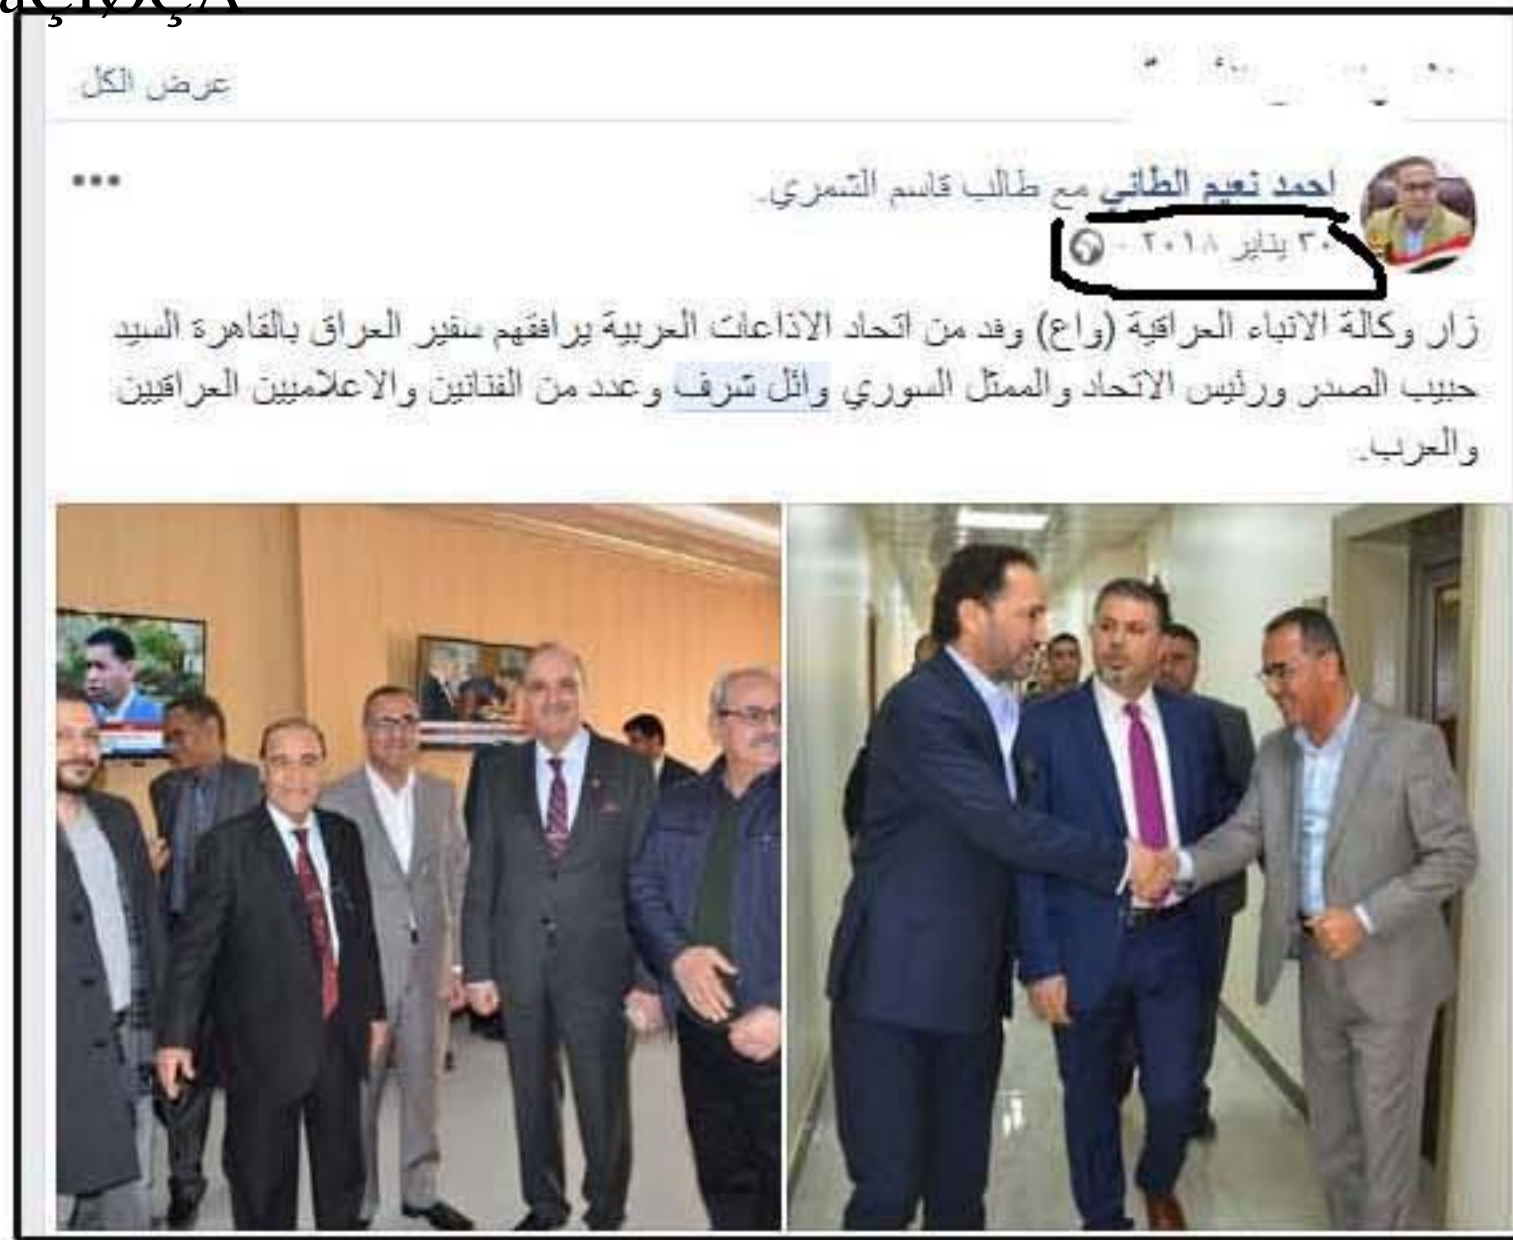 عرض الكل
احمد نعيم الطائي مع طالب قاسم الشمري.
٣٠ يناير ٢٠١٨ ·
زار وكالة الانباء العراقية (واع) وفد من اتحاد الاذاعات العربية يرافقهم سفير العراق بالقاهرة السيد
حبيب الصدر ورئيس الاتحاد والممثل السوري وائل شرف وعدد من الفنانين والاعلاميين العراقيين
والعرب.